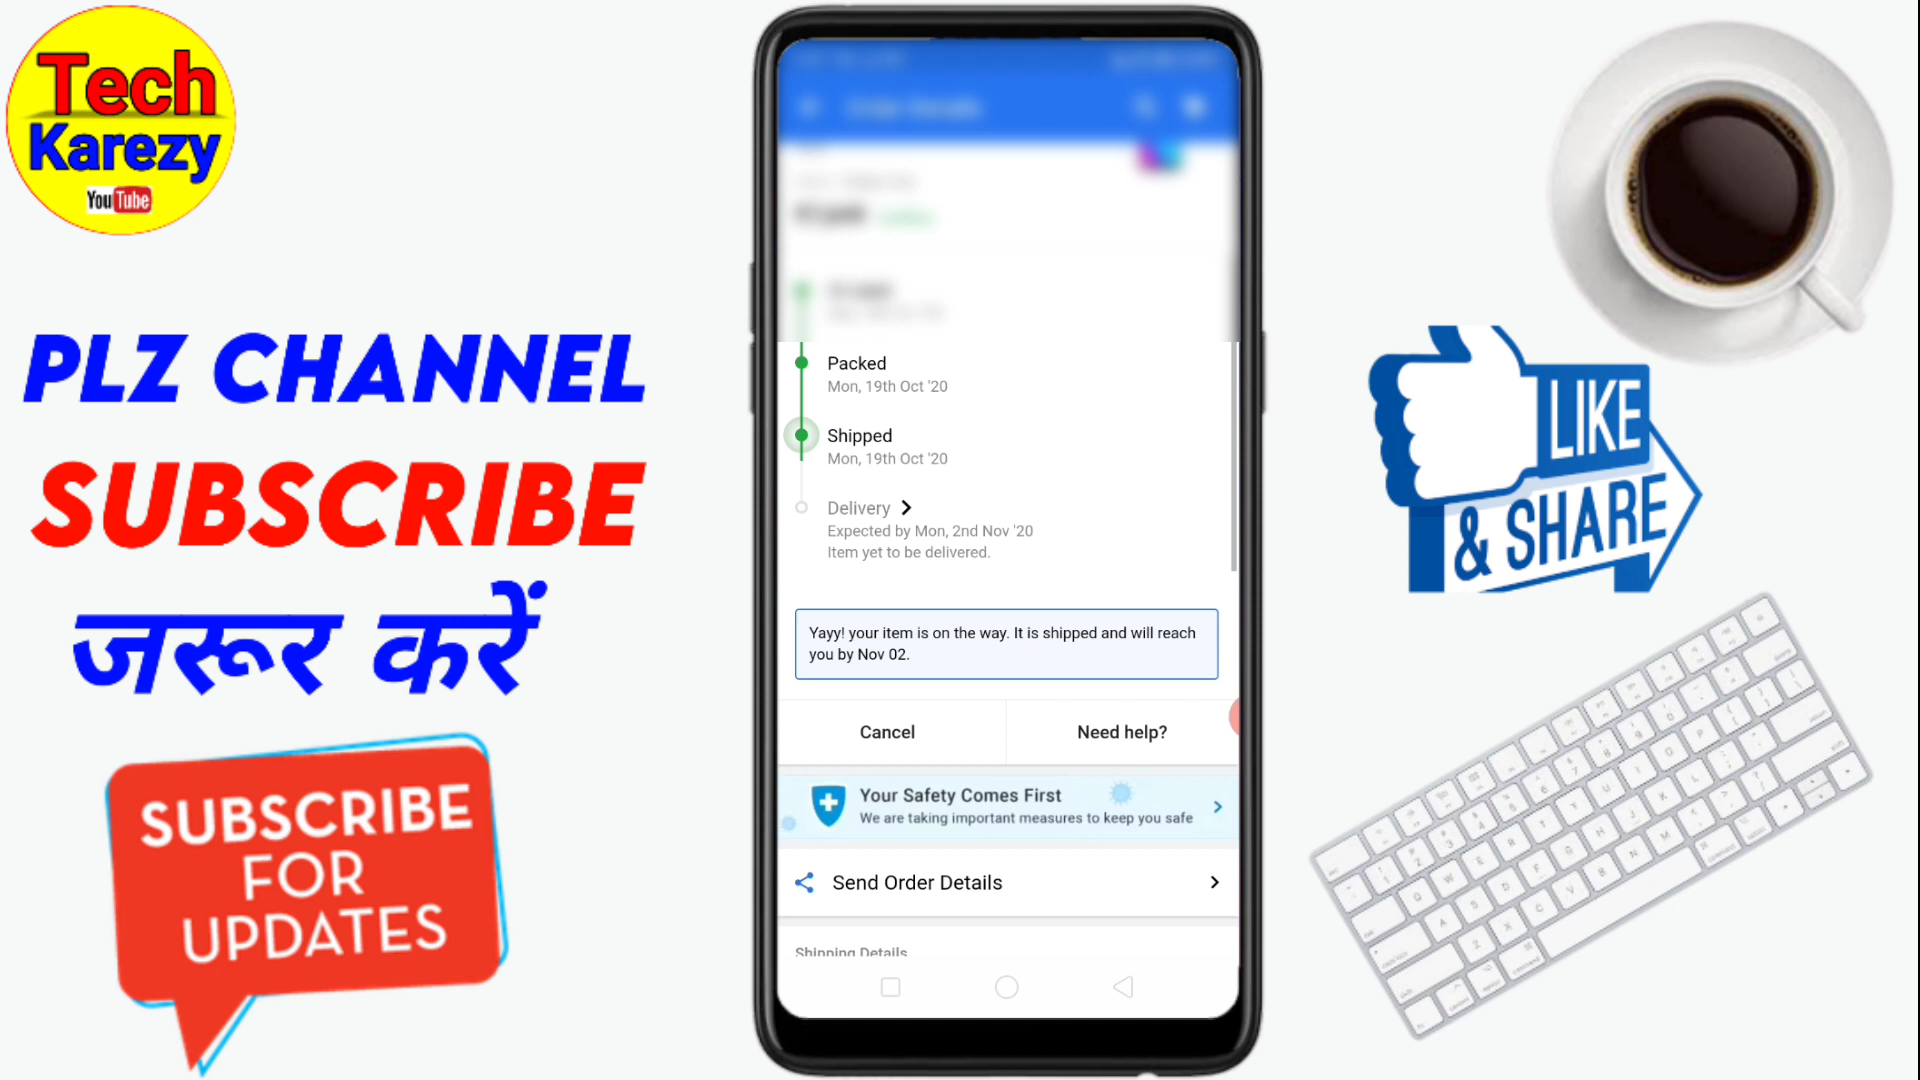 Tech
Karezy
YouTube
PLZ CHANNEL
SUBSCRIBE
जरूर करें
SUBSCRIBE
FOR
UPDATES
Packed
Mon, 19th Oct '20
Shipped
Mon, 19th Oct '20
Delivery
Expected by Mon, 2nd Nov '20
Item yet to be delivered.
Yayy! your item is on the way. It is shipped and will reach
you by Nov 02.
Cancel
Need help?
Your Safety Comes First
We are taking important measures to keep you safe
Send Order Details
Shipping Details
LIKE
& SHARE